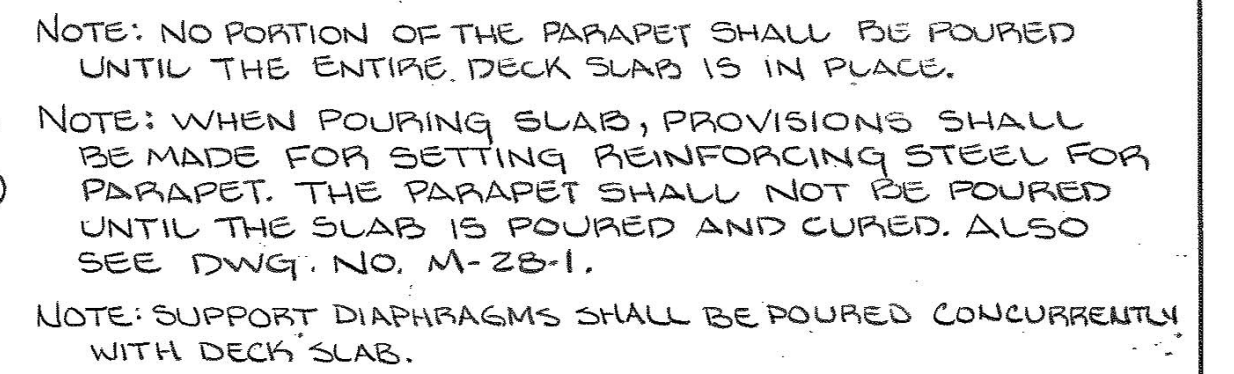 NOTE: NO PORTION OF THE PARAPET SHALL BE POURED
UNTIL THE ENTIRE DECK SLAB IS IN PLACE.
NOTE: WHEN POURING SLAB, PROVISIONS SHALL
BE MADE FOR SETTING REINFORCING STEEL FOR
PARAPET. THE PARAPET SHALL NOT BE POURED
UNTIL THE SLAB IS POURED AND CURED. ALSO
SEE DWG. NO. M-28-1.
NOTE: SUPPORT DIAPHRAGMS SHALL BE POURED CONCURRENTLY
WITH DECK SLAB.